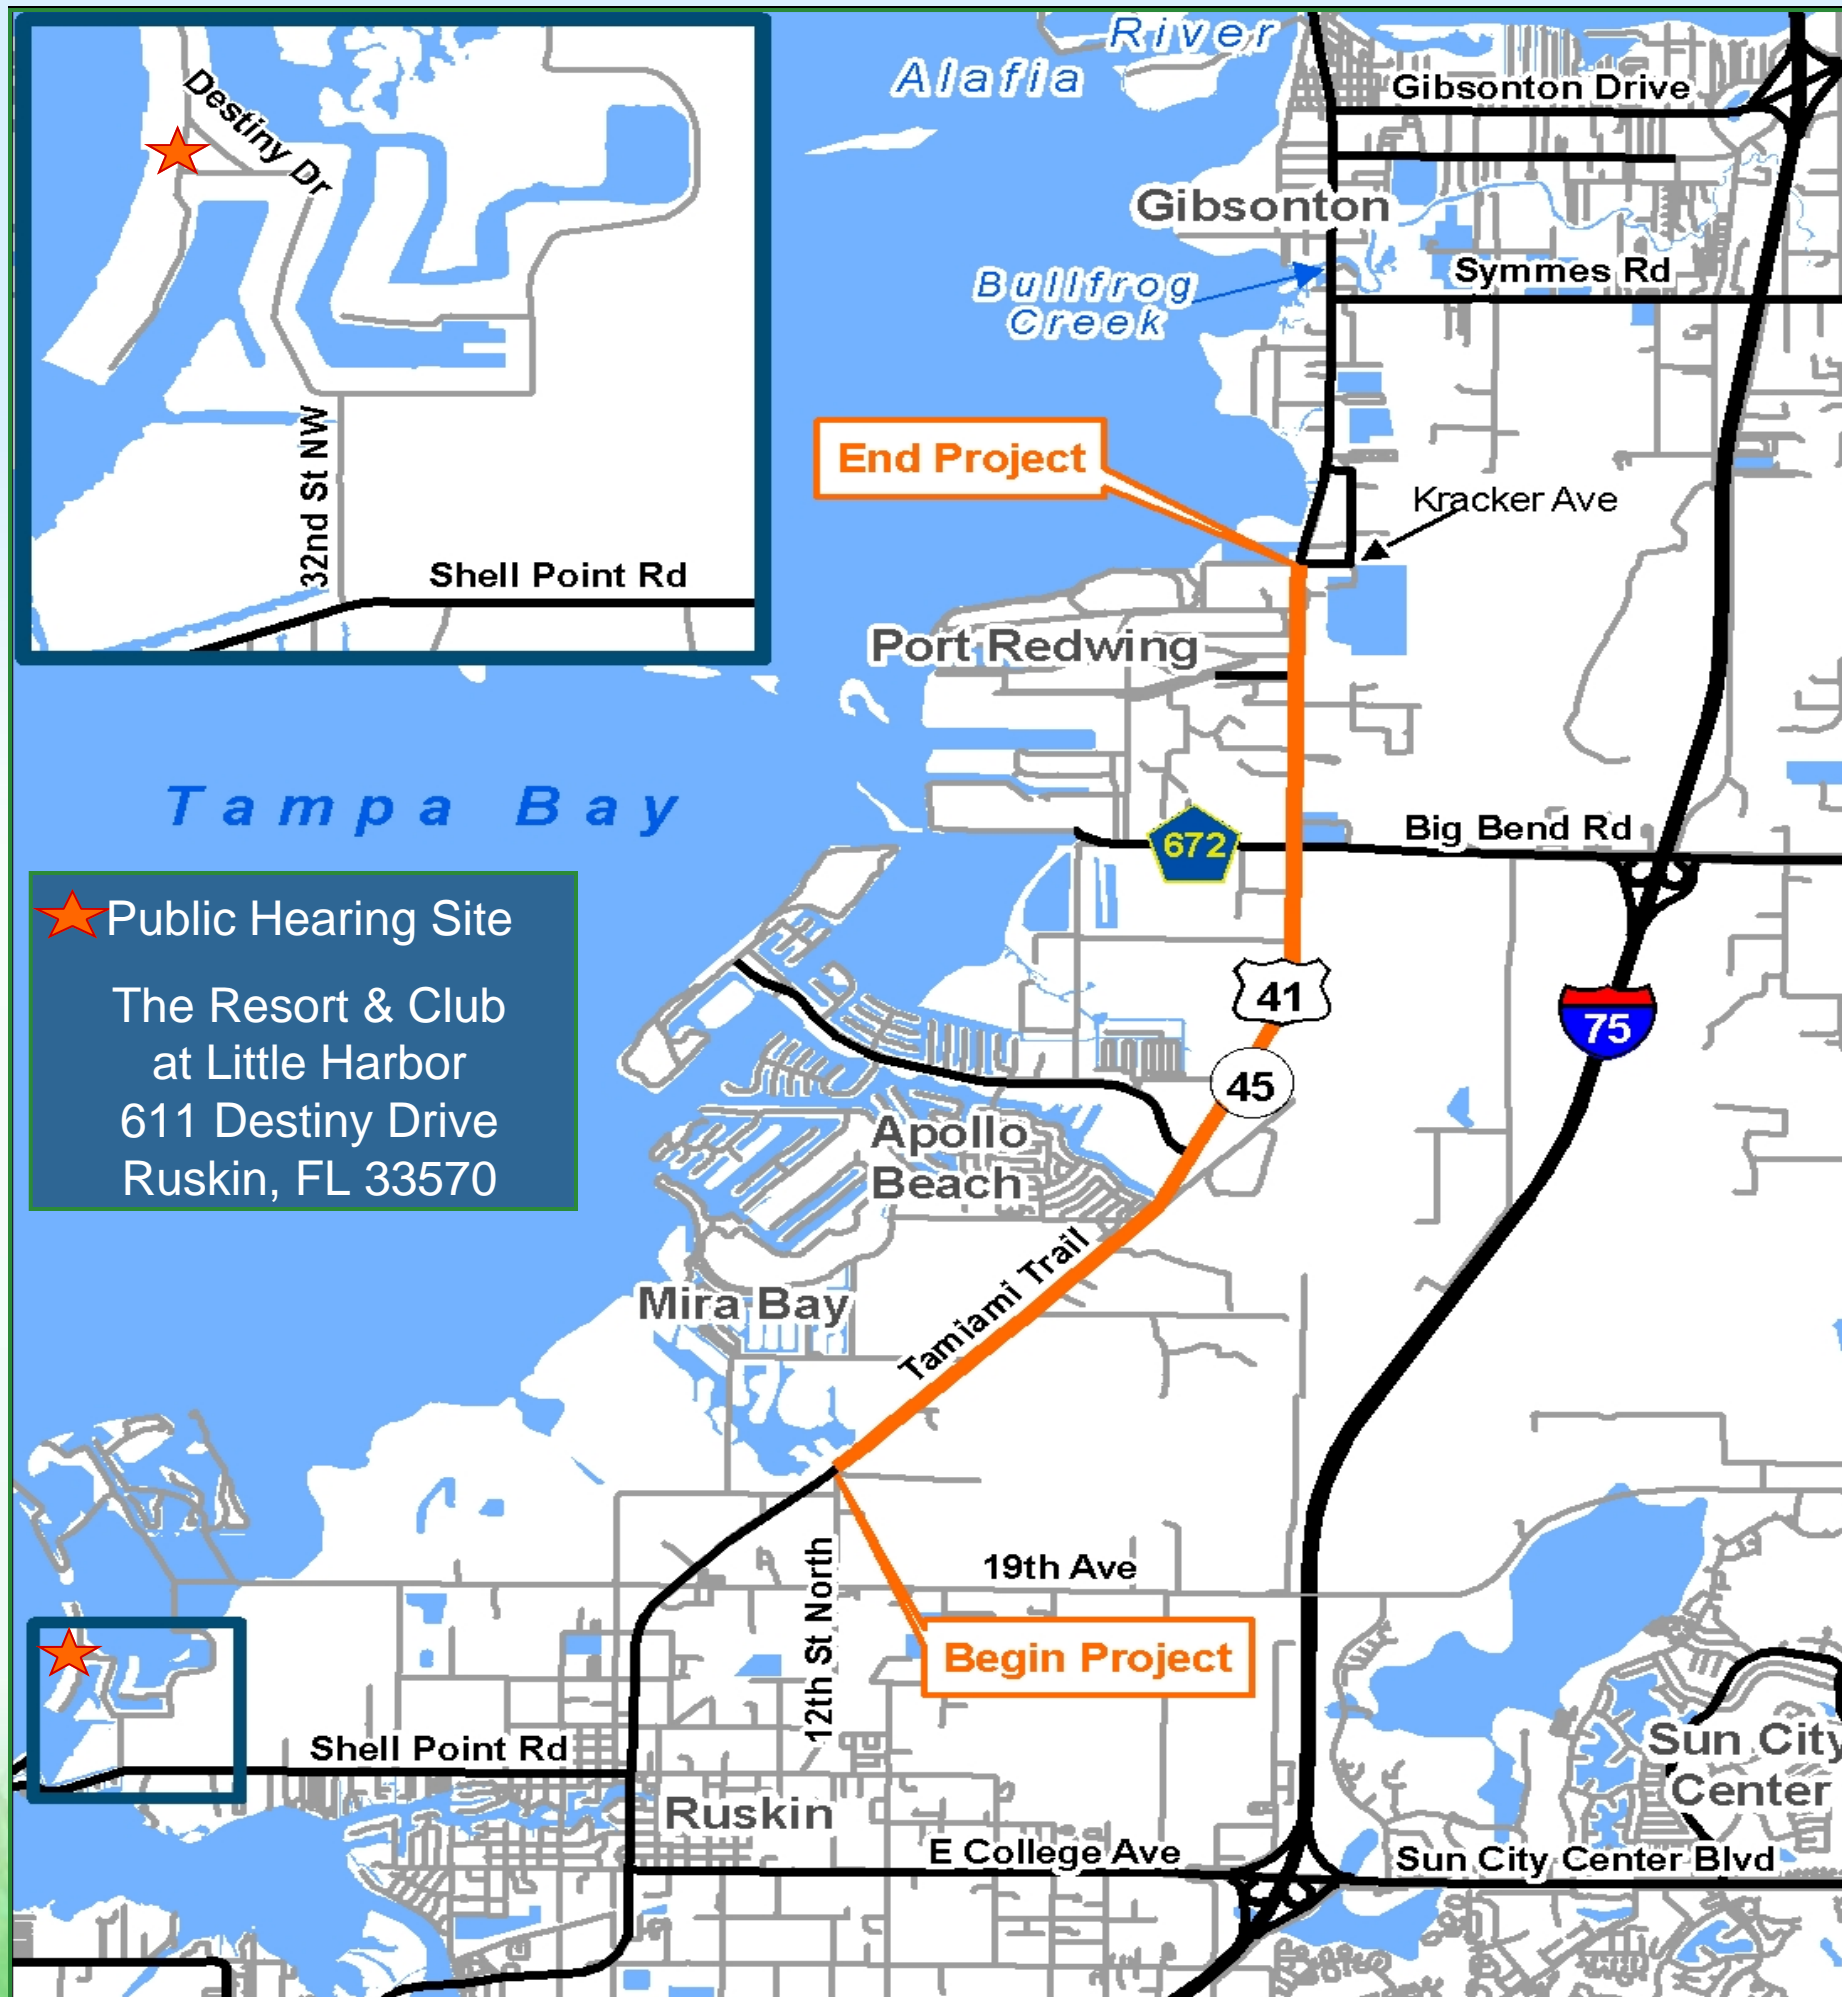 River
Alafia
Gibsonton Drive
Destiny Dr
Gibsonton
Symmes Rd
Bullfrog
Creek
32nd St NW
End Project
Kracker Ave
Shell Point Rd
Port Redwing
Tampa Bay
672
Big Bend Rd
Public Hearing Site
The Resort & Club
at Little Harbor
611 Destiny Drive
Ruskin, FL 33570
41
75
45
Apollo
Beach
Tamiami Trail
Mira Bay
12th St North
19th Ave
Begin Project
Shell Point Rd
Sun City
Center
Ruskin
E College Ave
Sun City Center Blvd